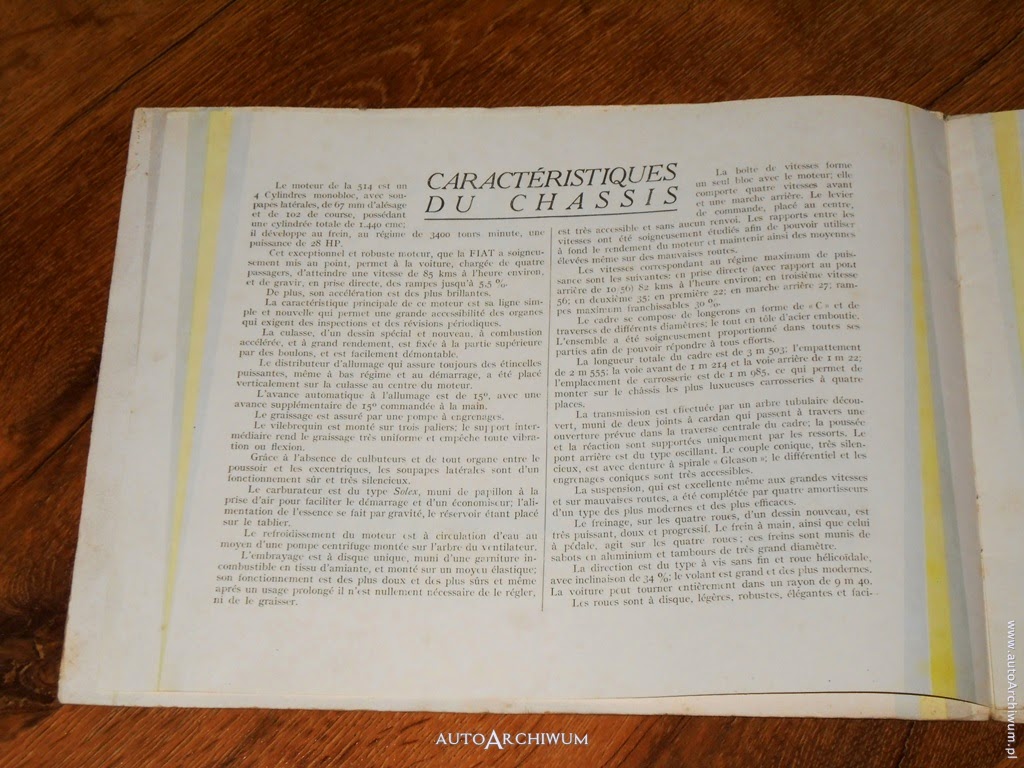 CARACTÉRISTIQUES
DU CHASSIS
Le moteur de la 514 est un
4 Cylindres monobloc, avec sou-
papes latérales, de 67 mm d'alésage
et de 102 de course, possédant
une cylindrée totale de 1.440 cmc;
il développe au frein, au régime de 3400 tours minute, une
puissance de 28 HP.
Cet exceptionnel et robuste moteur, que la FIAT a soigneu-
sement mis au point, permet à la voiture, chargée de quatre
passagers, d'atteindre une vitesse de 85 kms à l'heure environ,
et de gravir, en prise directe, des rampes jusqu'à 5,5 %.
De plus, son accélération est des plus brillantes.
La caractéristique principale de ce moteur est sa ligne sim-
ple et nouvelle qui permet une grande accessibilité des organes
qui exigent des inspections et des révisions périodiques.
La culasse, d'un dessin spécial et nouveau, à combustion
accélérée, et à grand rendement, est fixée à la partie supérieure
par des boulons, et est facilement démontable.
Le distributeur d'allumage qui assure toujours des étincelles
puissantes, même à bas régime et au démarrage, a été placé
verticalement sur la culasse au centre du moteur.
L'avance automatique à l'allumage est de 15º, avec une
avance supplémentaire de 15º commandée à la main.
Le graissage est assuré par une pompe à engrenages.
Le vilebrequin est monté sur trois paliers; le support inter-
médiaire rend le graissage très uniforme et empêche toute vibra-
tion ou flexion.
Grâce à l'absence de culbuteurs et de tout organe entre le
poussoir et les excentriques, les soupapes latérales sont d'un
fonctionnement sûr et très silencieux.
Le carburateur est du type Solex, muni de papillon à la
prise d'air pour faciliter le démarrage et d'un économiseur; l'ali-
mentation de l'essence se fait par gravité, le réservoir étant placé
sur le tablier.
Le refroidissement du moteur est à circulation d'eau au
moyen d'une pompe centrifuge montée sur l'arbre du ventilateur.
L'embrayage est à disque unique, muni d'une garniture in-
combustible en tissu d'amiante, et monté sur un moyeu élastique;
son fonctionnement est des plus doux et des plus sûrs et même
après un usage prolongé il n'est nullement nécessaire de le régler,
ni de le graisser.
La boîte de vitesses forme
un seul bloc avec le moteur; elle
comporte quatre vitesses avant
et une marche arrière. Le levier
de commande, placé au centre,
est très accessible et sans aucun renvoi. Les rapports entre les
vitesses ont été soigneusement étudiés afin de pouvoir utiliser
à fond le rendement du moteur et maintenir ainsi des moyennes
élevées même sur des mauvaises routes.
Les vitesses correspondant au régime maximum de puis-
sance sont les suivantes: en prise directe (avec rapport au pont
arrière de 10/56) 82 kms à l'heure environ; en troisième vitesse
56; en deuxième 35; en première 22; en marche arrière 27; ram-
pes maximum franchissables 30 %.
Le cadre se compose de longerons en forme de « C » et de
traverses de différents diamètres; le tout en tôle d'acier emboutie.
L'ensemble a été soigneusement proportionné dans toutes ses
parties afin de pouvoir répondre à tous efforts.
La longueur totale du cadre est de 3 m 503; l'empattement
de 2 m 555; la voie avant de 1 m 214 et la voie arrière de 1 m 22;
l'emplacement de carrosserie est de 1 m 985, ce qui permet de
monter sur le châssis les plus luxueuses carrosseries à quatre
places.
La transmission est effectuée par un arbre tubulaire décou-
vert, muni de deux joints à cardan qui passent à travers une
ouverture prévue dans la traverse centrale du cadre; la poussée
et la réaction sont supportées uniquement par les ressorts. Le
pont arrière est du type oscillant. Le couple conique, très silen-
cieux, est avec denture à spirale « Gleason »; le différentiel et les
engrenages coniques sont très accessibles.
La suspension, qui est excellente même aux grandes vitesses
et sur mauvaises routes, a été complétée par quatre amortisseurs
d'un type des plus modernes et des plus efficaces.
Le freinage, sur les quatre roues, d'un dessin nouveau, est
très puissant, doux et progressif. Le frein à main, ainsi que celui
à pédale, agit sur les quatre roues; ces freins sont munis de
sabots en aluminium et tambours de très grand diamètre.
La direction est du type à vis sans fin et roue hélicoïdale,
avec inclinaison de 34 %; le volant est grand et des plus modernes.
La voiture peut tourner entièrement dans un rayon de 9 m 40.
Les roues sont à disque, légères, robustes, élégantes et faci-
AUTOARCHIWUM
www.autoArchiwum.pl